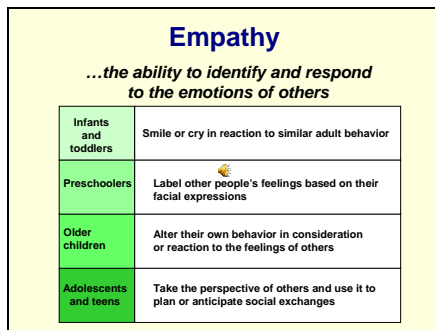 Empathy
…the ability to identify and respond
to the emotions of others
Infants
and
toddlers
Smile or cry in reaction to similar adult behavior
Preschoolers
Label other people's feelings based on their
facial expressions
Older
children
Alter their own behavior in consideration
or reaction to the feelings of others
Adolescents
and teens
Take the perspective of others and use it to
plan or anticipate social exchanges